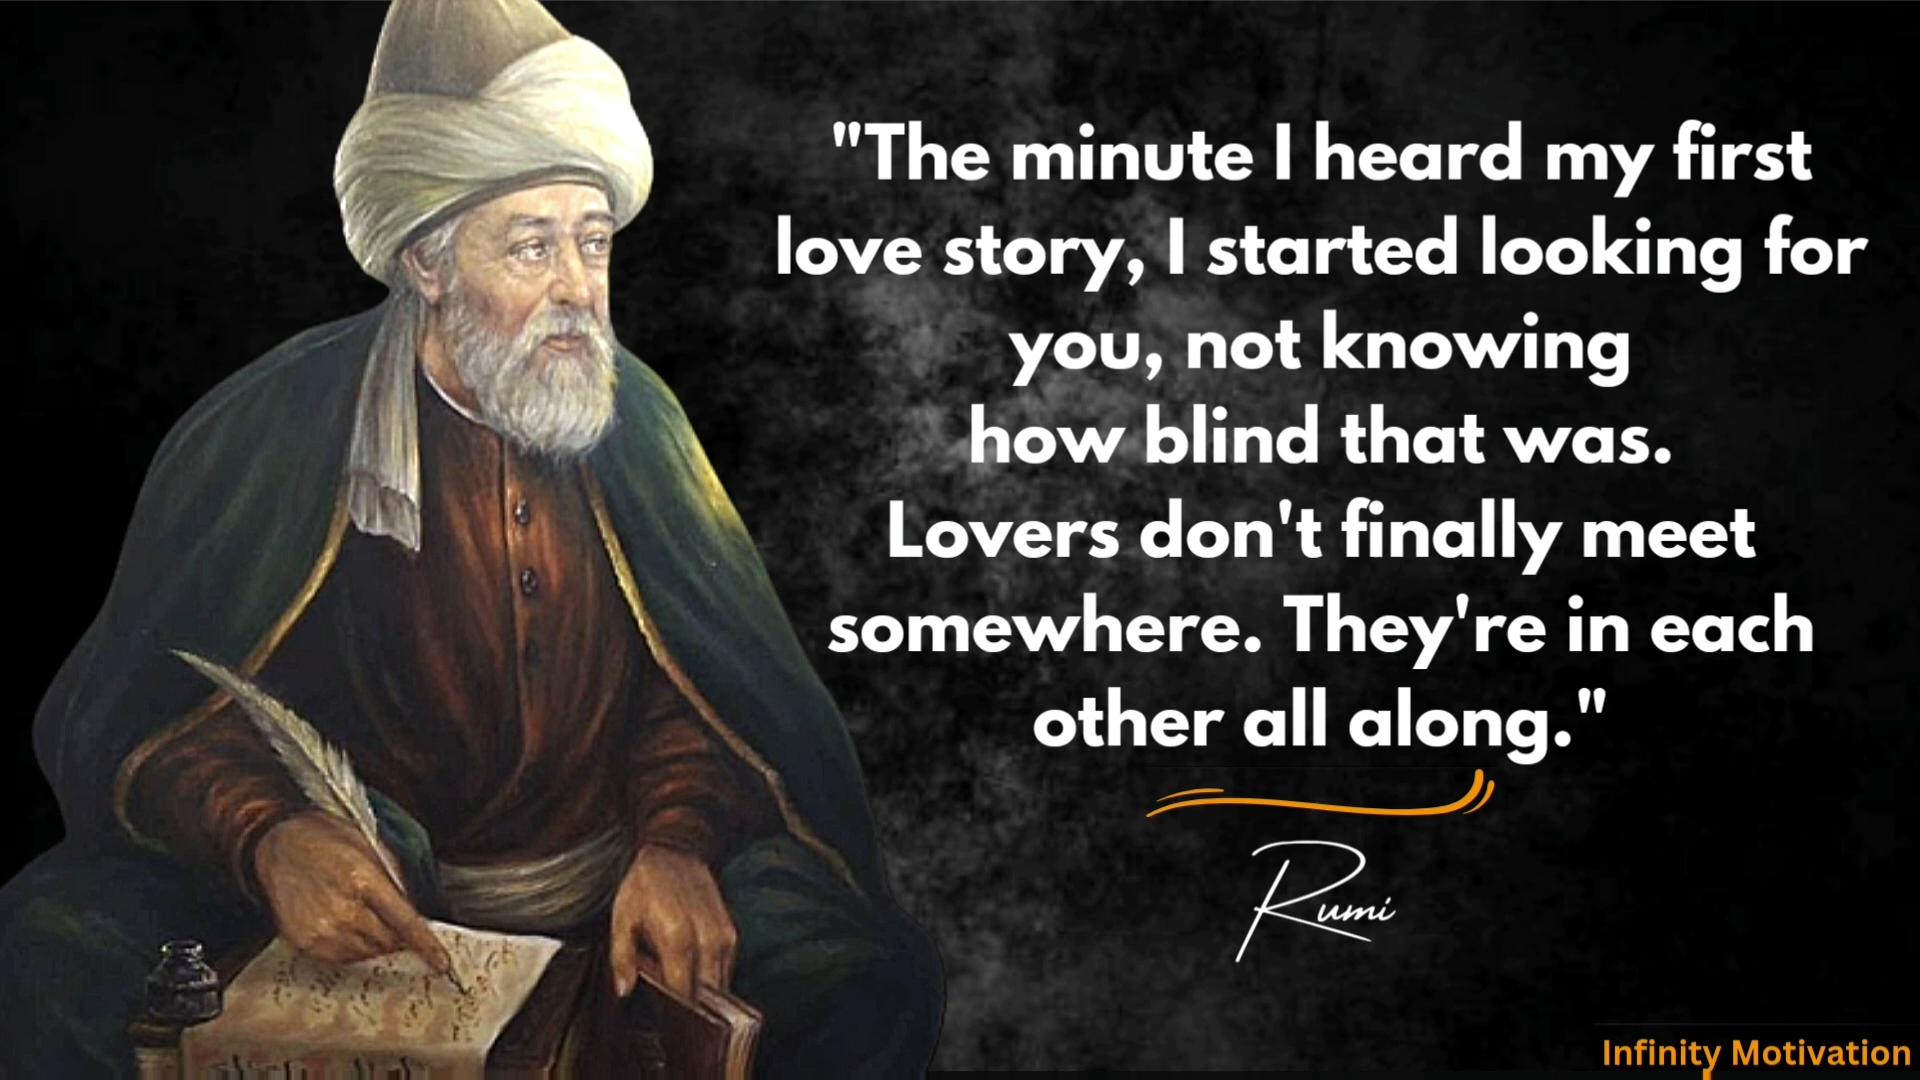 "The minute I heard my first
love story, I started looking for
you, not knowing
how blind that was.
Lovers don't finally meet
somewhere. They're in each
other all along."
Rumi
Infinity Motivation